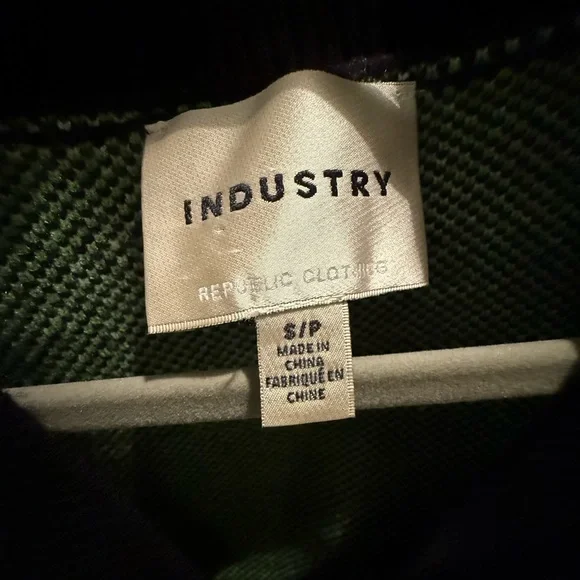 INDUSTRY
REPUBLIC CLOTHING
S/P
MADE IN
CHINA
FABRIQUÉ EN
CHINE